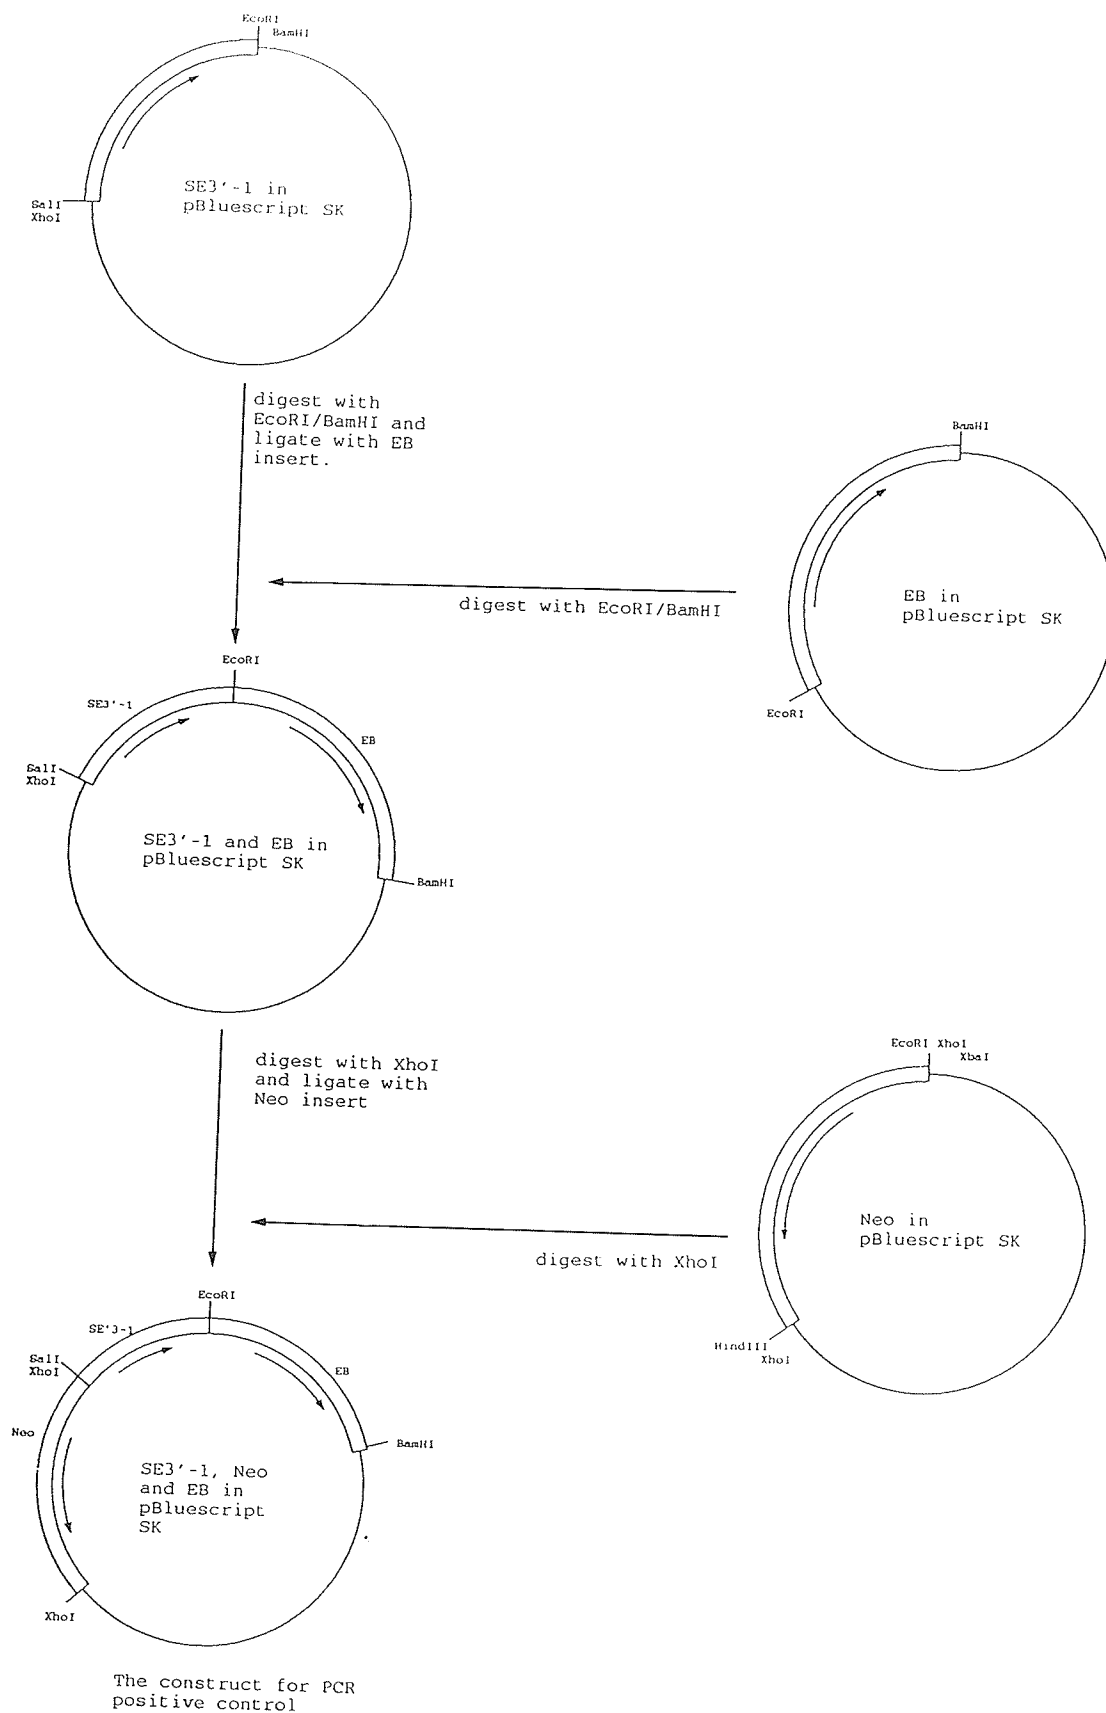 EcoRI
BamHI
SE3'-1 in
pBluescript SK
SalI
XhoI
digest with
EcoRI/BamHI and
ligate with EB
insert.
BamHI
EB in
pBluescript SK
digest with EcoRI/BamHI
EcoRI
EcoRI
SE3'-1
EB
SalI
XhoI
SE3'-1 and EB in
pBluescript SK
BamHI
digest with XhoI
and ligate with
Neo insert
EcoRI XhoI
XbaI
Neo in
pBluescript SK
digest with XhoI
HindIII
XhoI
EcoRI
SE'3-1
SalI
XhoI
EB
Neo
BamHI
SE3'-1, Neo
and EB in
pBluescript
SK
XhoI
The construct for PCR
positive control